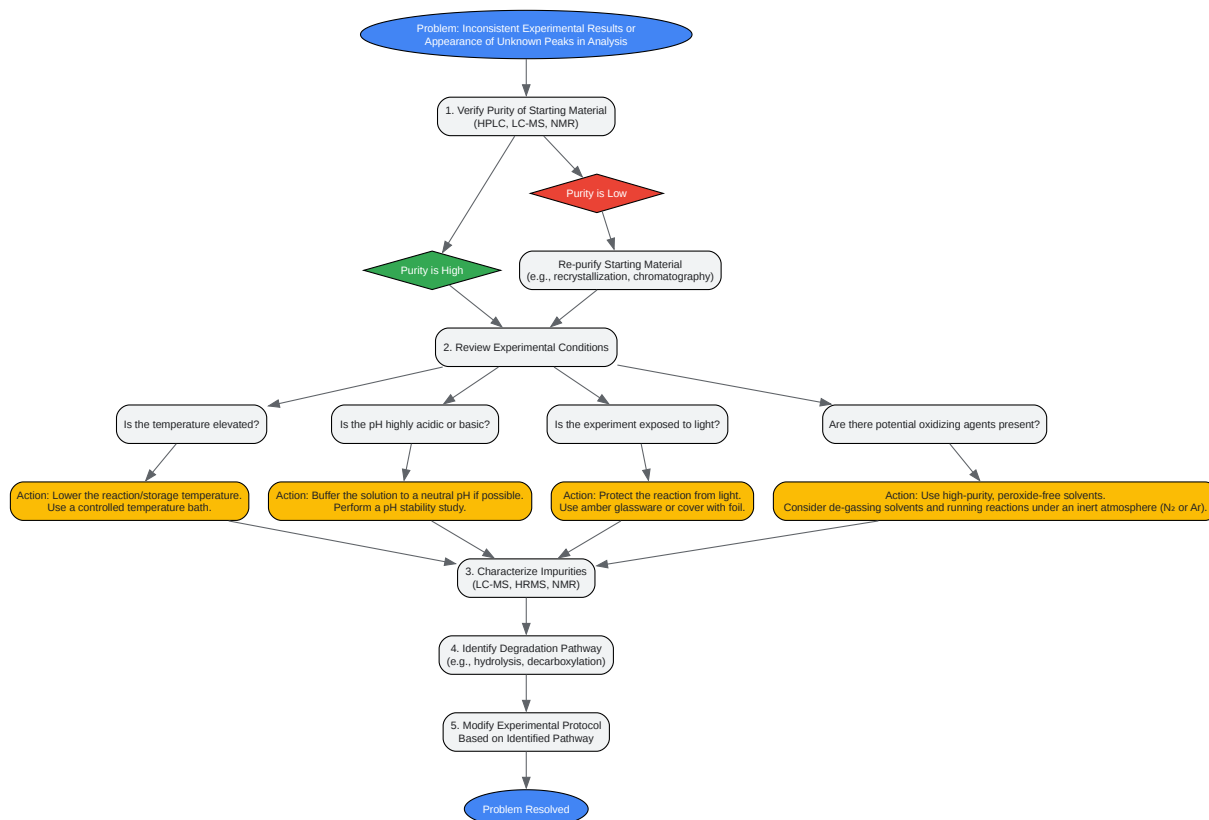 Problem: Inconsistent Experimental Results or
Appearance of Unknown Peaks in Analysis
1. Verify Purity of Starting Material
(HPLC, LC-MS, NMR)
Purity is Low
Purity is High
Re-purify Starting Material
(e.g., recrystallization, chromatography)
2. Review Experimental Conditions
Is the temperature elevated?
Is the pH highly acidic or basic?
Is the experiment exposed to light?
Are there potential oxidizing agents present?
Action: Lower the reaction/storage temperature.
Use a controlled temperature bath.
Action: Buffer the solution to a neutral pH if possible.
Perform a pH stability study.
Action: Protect the reaction from light.
Use amber glassware or cover with foil.
Action: Use high-purity, peroxide-free solvents.
Consider de-gassing solvents and running reactions under an inert atmosphere (N₂ or Ar).
3. Characterize Impurities
(LC-MS, HRMS, NMR)
4. Identify Degradation Pathway
(e.g., hydrolysis, decarboxylation)
5. Modify Experimental Protocol
Based on Identified Pathway
Problem Resolved